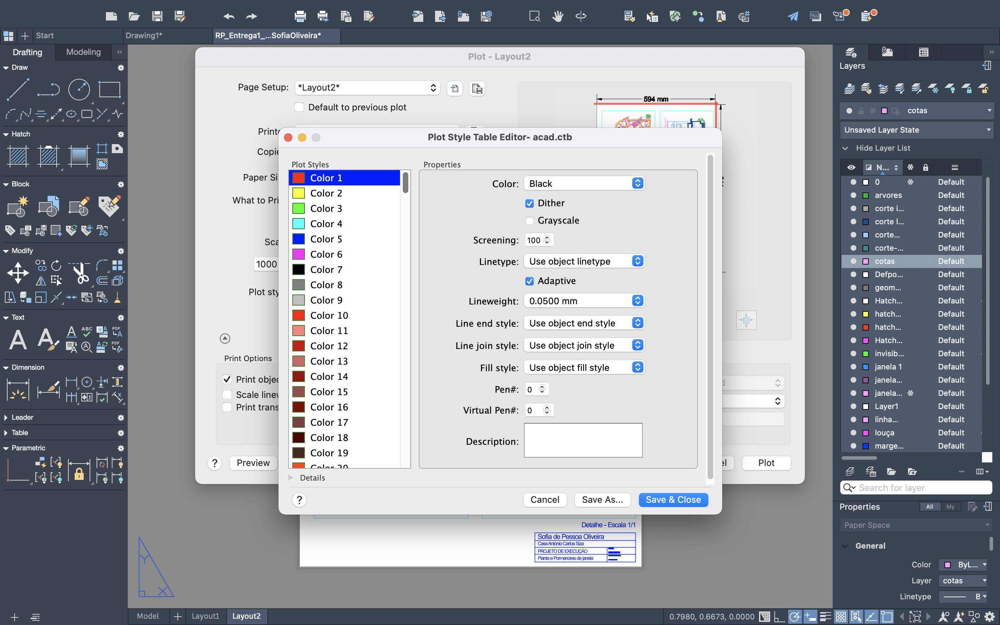 Start
Drawing1*
RP_Entrega1_...SofiaOliveira*
Drafting
Modeling
Draw
Hatch
Block
Modify
Text
ABC
PDF
A
PDF
Dimension
Leader
Table
Parametric
Plot - Layout2
Page Setup:
*Layout2*
Default to previous plot
594 mm
Printe
Copie
Paper Si
What to Pri
Sca
1000
Plot sty
Print Options
Print objec
Scale linew
Print trans
?
Preview
Plot
Plot Style Table Editor- acad.ctb
Plot Styles
Color 1
Color 2
Color 3
Color 4
Color 5
Color 6
Color 7
Color 8
Color 9
Color 10
Color 11
Color 12
Color 13
Color 14
Color 15
Color 16
Color 17
Color 18
Color 19
Color 20
Properties
Color:
Black
Dither
Grayscale
Screening:
100
Linetype:
Use object linetype
Adaptive
Lineweight:
0.0500 mm
Line end style:
Use object end style
Line join style:
Use object join style
Fill style:
Use object fill style
Pen#:
0
Virtual Pen#:
0
Description:
Details
?
Cancel
Save As...
Save & Close
Detalhe - Escala 1/1
Sofia de Pessoa Oliveira
Casa António Carlos Siza
PROJETO DE EXECUÇÃO
Planta e Pormenores de janela
Y
X
Model
Layout1
Layout2
0.7980, 0.6673, 0.0000
Layers
cotas
Unsaved Layer State
Hide Layer List
N...
0 Default
arvores Default
corte i... Default
corte l... Default
corte... Default
corte-... Default
cotas Default
Defpo... Default
geom... Default
Hatch... Default
hatch... Default
hatch... Default
Hatch... Default
invisib... Default
janela 1 Default
janela... Default
janela... Default
Layer1 Default
linha... Default
louça Default
marge... Default
Search for layer
Properties
All
My
Paper Space
General
Color
ByL...
Layer
cotas
Linetype
B